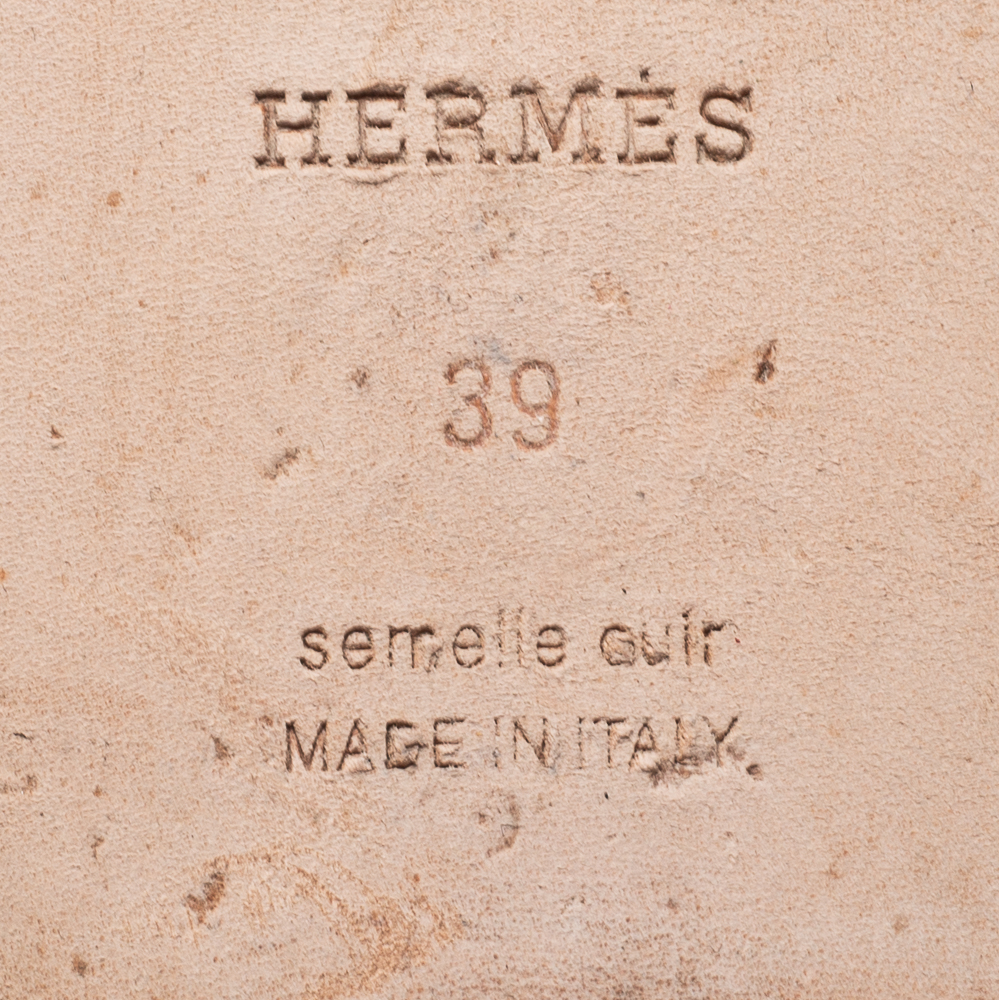 HERMÈS
39
semelle cuir
MADE IN ITALY